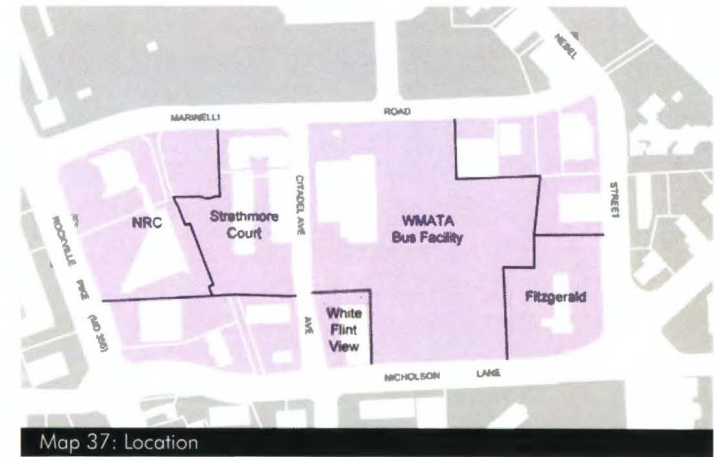 NEBEL
MARINELLI
ROAD
CITADEL AVE
STREET
NRC
Strathmore
Court
WMATA
Bus Facility
ROCKVILLE PIKE (MD 355)
Fitzgerald
White
Flint
View
AVE
NICHOLSON LANE
Map 37: Location